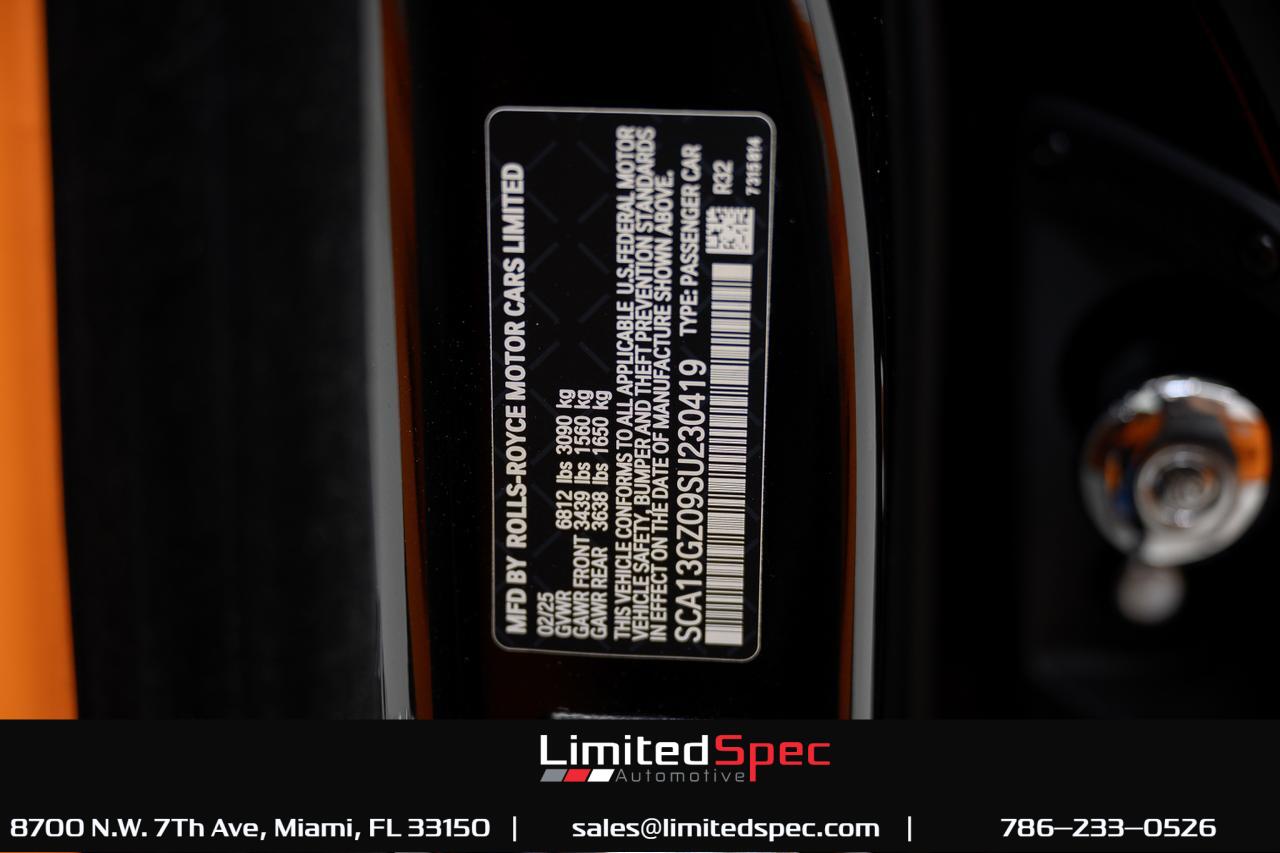 MFD BY ROLLS-ROYCE MOTOR CARS LIMITED
02/25
GVWR 6812 lbs 3090 kg
GAWR FRONT 3439 lbs 1560 kg
GAWR REAR 3638 lbs 1650 kg
THIS VEHICLE CONFORMS TO ALL APPLICABLE U.S.FEDERAL MOTOR
VEHICLE SAFETY, BUMPER AND THEFT PREVENTION STANDARDS
IN EFFECT ON THE DATE OF MANUFACTURE SHOWN ABOVE.
SCA13GZ09SU230419 TYPE: PASSENGER CAR
R32
7315814
LimitedSpec
Automotive
8700 N.W. 7Th Ave, Miami, FL 33150 | sales@limitedspec.com | 786-233-0526